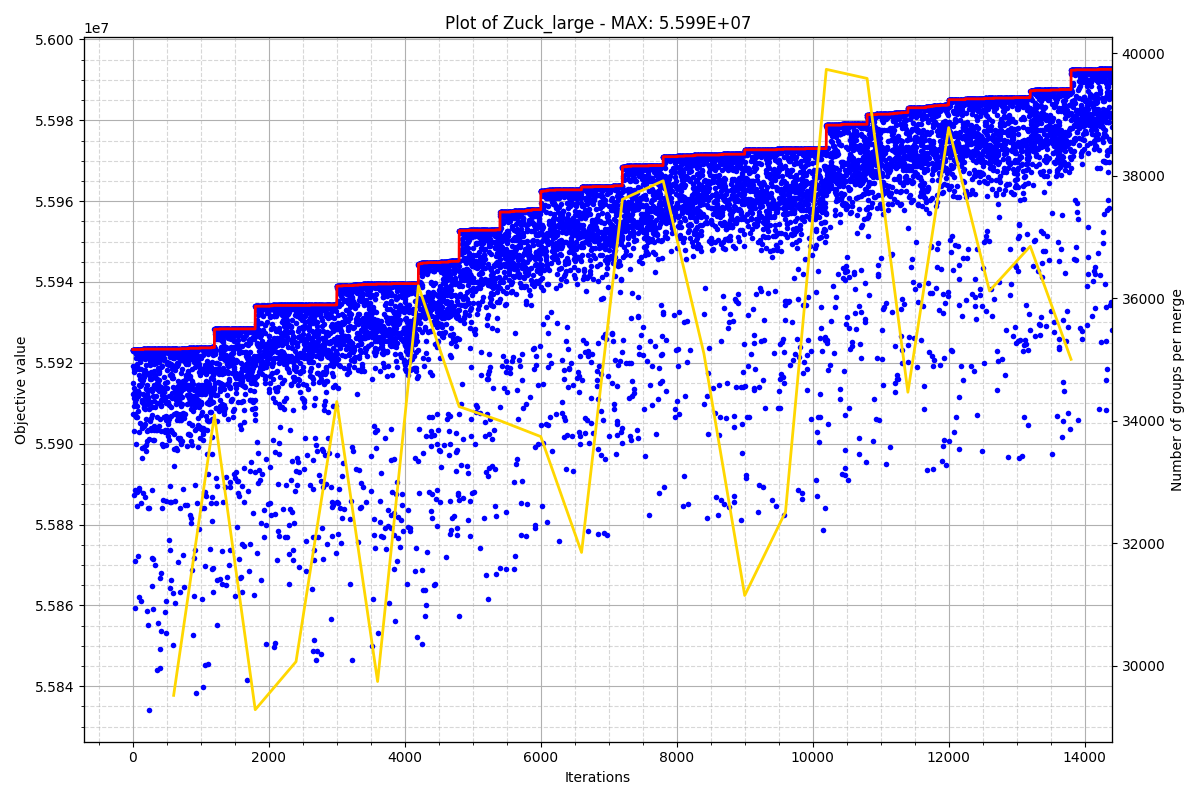 Plot of Zuck_large - MAX: 5.599E+07
1e7
5.600
5.598
5.596
5.594
5.592
5.590
5.588
5.586
5.584
Objective value
40000
38000
36000
34000
32000
30000
Number of groups per merge
0 2000 4000 6000 8000 10000 12000 14000
Iterations